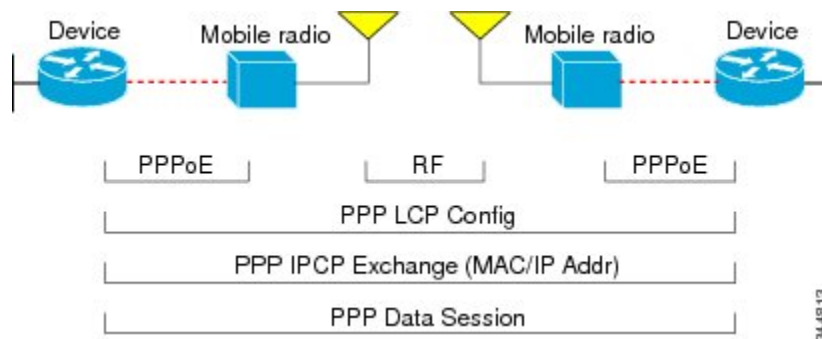 Device Mobile radio Mobile radio Device
PPPoE RF PPPoE
PPP LCP Config
PPP IPCP Exchange (MAC/IP Addr)
PPP Data Session